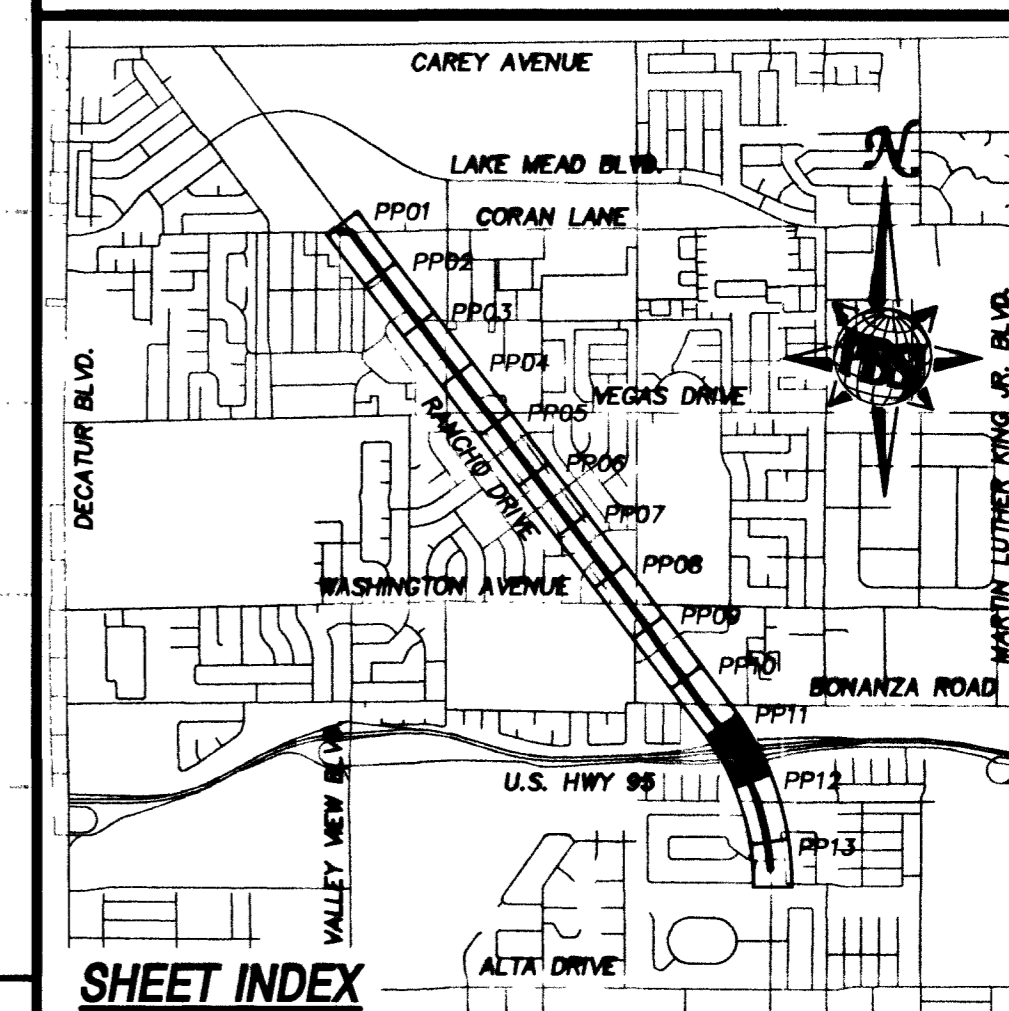 CAREY AVENUE
N
LAKE MEAD BLVD.
PP01
CORAN LANE
PP02
PP03
PP04
VEGAS DRIVE
PP05
RANCHO DRIVE
PP06
DECATUR BLVD.
MARTIN LUTHER KING JR. BLVD.
PP07
PP08
WASHINGTON AVENUE
PP09
PP10
BONANZA ROAD
PP11
U.S. HWY 95
PP12
VALLEY VIEW BLVD.
PP13
ALTA DRIVE
SHEET INDEX